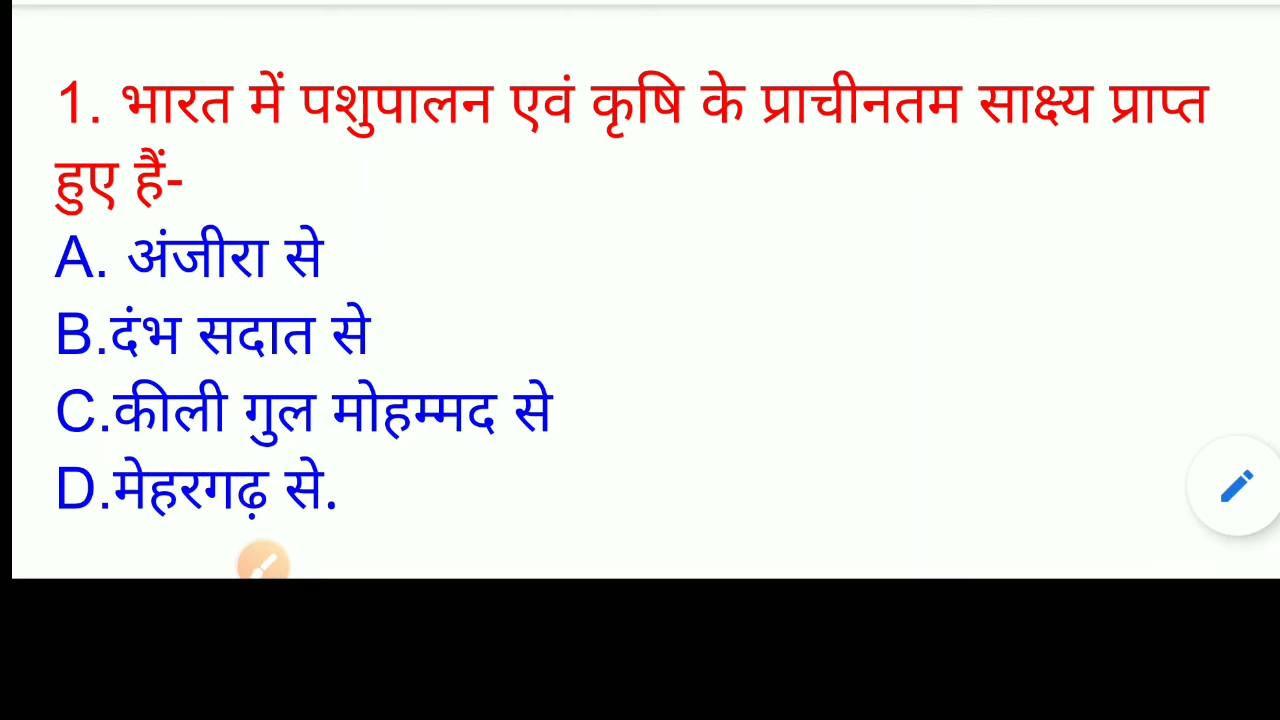 1. भारत में पशुपालन एवं कृषि के प्राचीनतम साक्ष्य प्राप्त
हुए हैं-
A. अंजीरा से
B.दंभ सदात से
C.कीली गुल मोहम्मद से
D.मेहरगढ़ से.